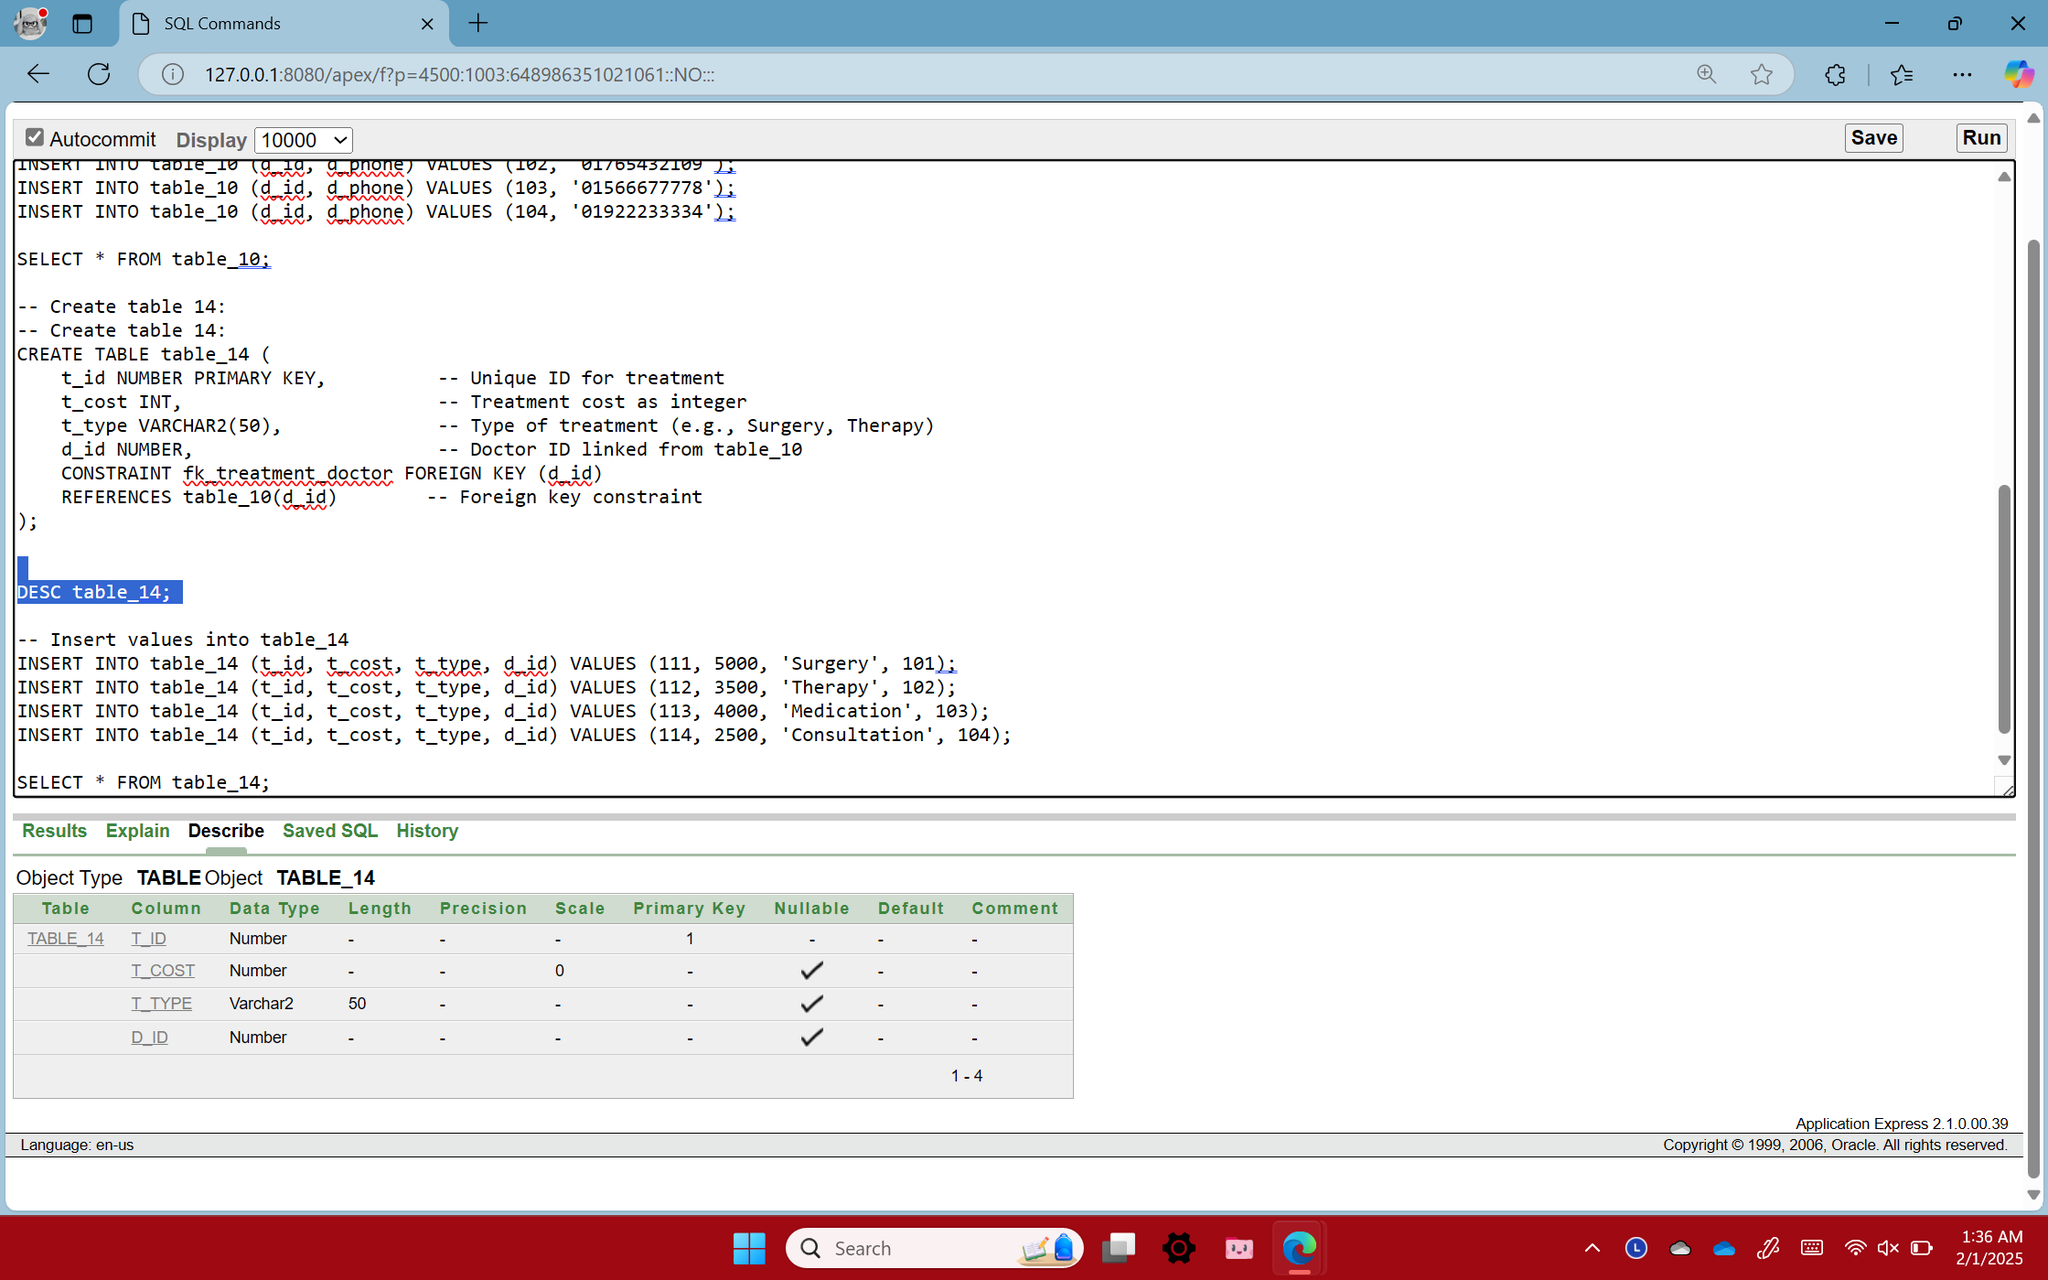 SQL Commands
127.0.0.1:8080/apex/f?p=4500:1003:648986351021061::NO:::
Autocommit Display 10000 Save Run
INSERT INTO table_10 (d_id, d_phone) VALUES (102, '01765432109');
INSERT INTO table_10 (d_id, d_phone) VALUES (103, '01566677778');
INSERT INTO table_10 (d_id, d_phone) VALUES (104, '01922233334');
SELECT * FROM table_10;
-- Create table 14:
-- Create table 14:
CREATE TABLE table_14 (
t_id NUMBER PRIMARY KEY, -- Unique ID for treatment
t_cost INT, -- Treatment cost as integer
t_type VARCHAR2(50), -- Type of treatment (e.g., Surgery, Therapy)
d_id NUMBER, -- Doctor ID linked from table_10
CONSTRAINT fk_treatment_doctor FOREIGN KEY (d_id)
REFERENCES table_10(d_id) -- Foreign key constraint
);
DESC table_14;
-- Insert values into table_14
INSERT INTO table_14 (t_id, t_cost, t_type, d_id) VALUES (111, 5000, 'Surgery', 101);
INSERT INTO table_14 (t_id, t_cost, t_type, d_id) VALUES (112, 3500, 'Therapy', 102);
INSERT INTO table_14 (t_id, t_cost, t_type, d_id) VALUES (113, 4000, 'Medication', 103);
INSERT INTO table_14 (t_id, t_cost, t_type, d_id) VALUES (114, 2500, 'Consultation', 104);
SELECT * FROM table_14;
Results Explain Describe Saved SQL History
Object Type TABLE Object TABLE_14
Table Column Data Type Length Precision Scale Primary Key Nullable Default Comment
TABLE_14 T_ID Number - - - 1 - - -
T_COST Number - - 0 - ✓ - -
T_TYPE Varchar2 50 - - - ✓ - -
D_ID Number - - - - ✓ - -
1 - 4
Application Express 2.1.0.00.39
Language: en-us Copyright © 1999, 2006, Oracle. All rights reserved.
Search
L
1:36 AM
2/1/2025